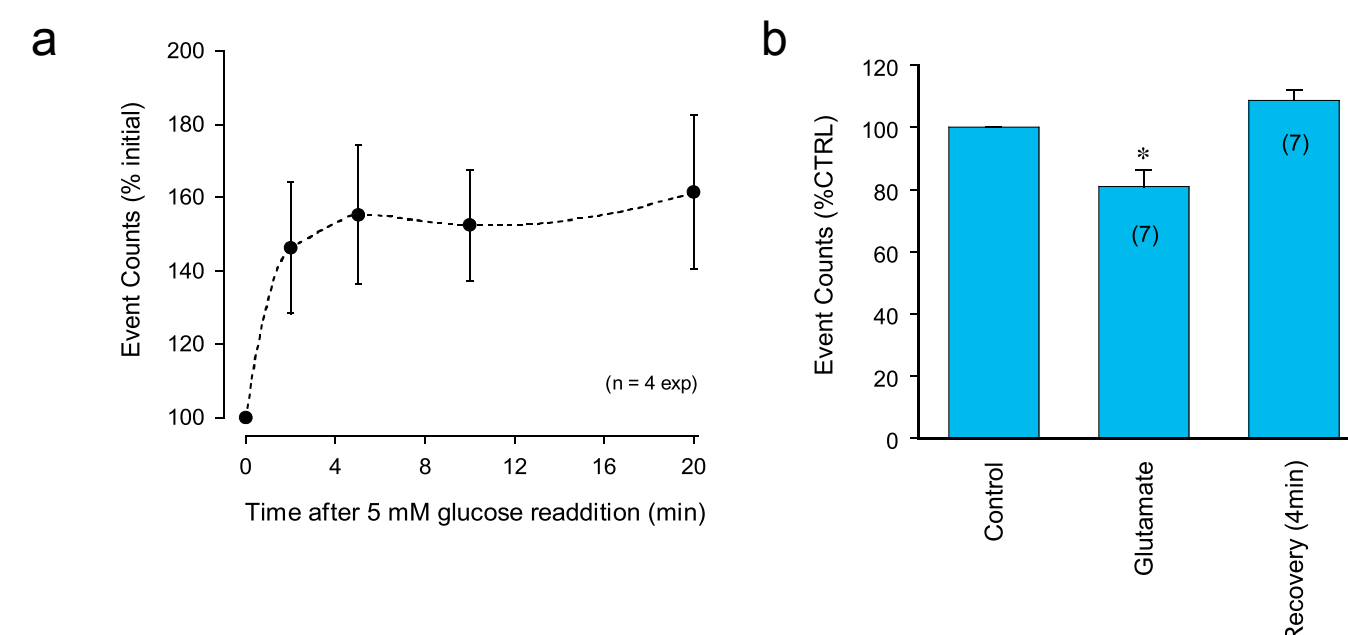 a
Event Counts (% initial)
200
180
160
140
120
100
(n = 4 exp)
0 4 8 12 16 20
Time after 5 mM glucose readdition (min)
b
Event Counts (%CTRL)
120
100
80
60
40
20
0
*
(7)
(7)
Control
Glutamate
Recovery (4min)